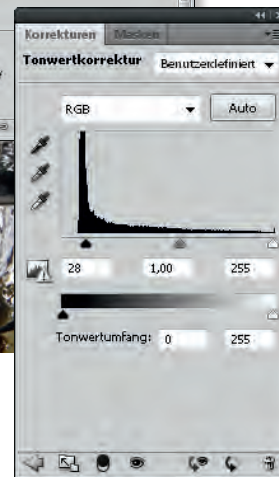 Korrekturen Masken
Tonwertkorrektur Benutzerdefiniert
RGB Auto
28 1,00 255
Tonwertumfang: 0 255